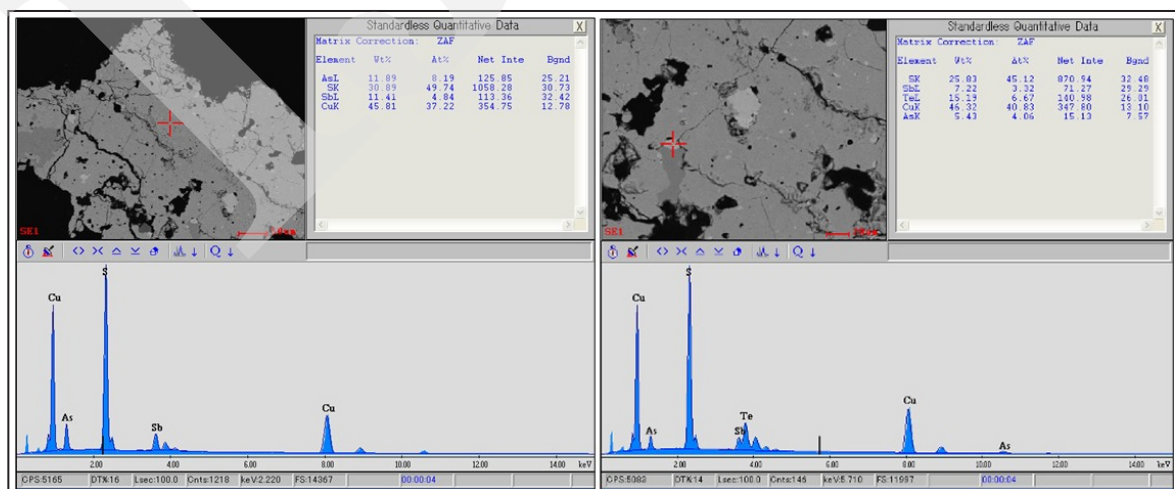 Standardless Quantitative Data X
Matrix Correction: ZAF
Element Wt% At% Net Inte Bgnd
AsL 11.89 8.19 125.85 25.21
SK 30.89 49.74 1058.28 30.73
SbL 11.41 4.84 113.36 32.42
CuK 45.81 37.22 354.75 12.78
SE1
S
Cu
As
Sb
Cu
2.00 4.00 6.00 8.00 10.00 12.00 14.00 keV
CPS:5165 DT%:16 Lsec:100.0 Cnts:1218 keV:2.220 FS:14367 00:00:04
Standardless Quantitative Data X
Matrix Correction: ZAF
Element Wt% At% Net Inte Bgnd
SK 25.83 45.12 870.94 32.48
SbL 7.22 3.32 71.27 29.29
TeL 15.19 6.67 140.98 26.81
CuK 46.32 40.83 347.80 13.10
AsK 5.43 4.06 15.13 7.57
SE1
S
Cu
As
Te
Sb
Cu
As
2.00 4.00 6.00 8.00 10.00 12.00 14.00 keV
CPS:5083 DT%:14 Lsec:100.0 Cnts:146 keV:5.710 FS:11997 00:00:04